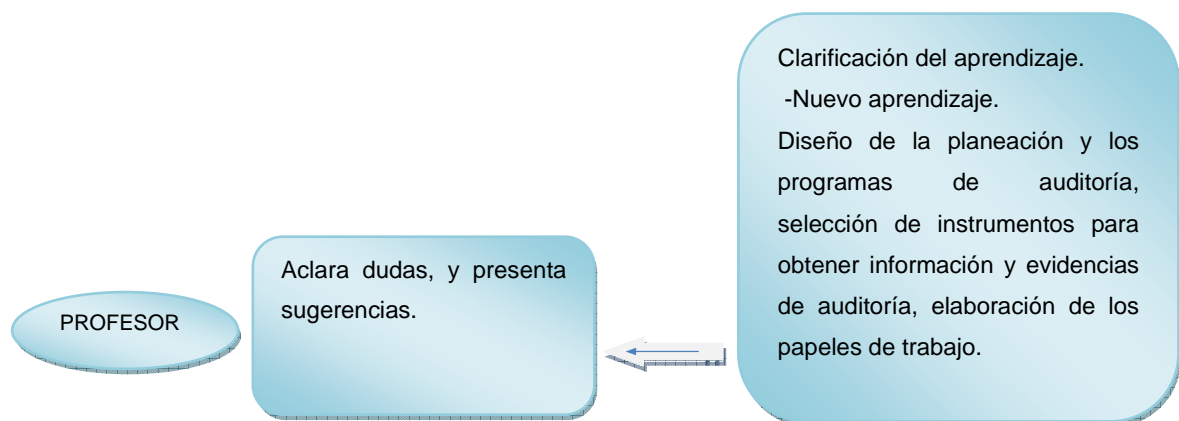 PROFESOR
Aclara dudas, y presenta
sugerencias.
Clarificación del aprendizaje.
-Nuevo aprendizaje.
Diseño de la planeación y los
programas de auditoría,
selección de instrumentos para
obtener información y evidencias
de auditoría, elaboración de los
papeles de trabajo.